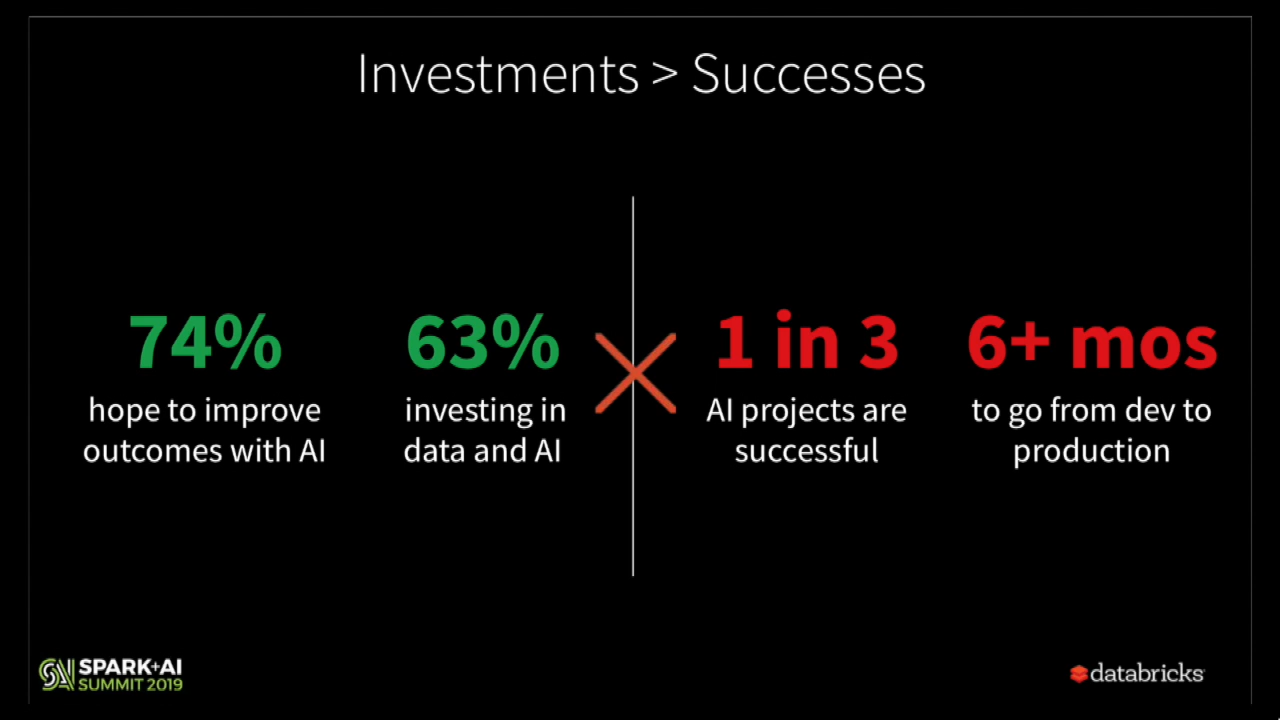 Investments > Successes
74%
hope to improve
outcomes with AI
63%
investing in
data and AI
1 in 3
AI projects are
successful
6+ mos
to go from dev to
production
SPARK+AI
SUMMIT 2019
databricks